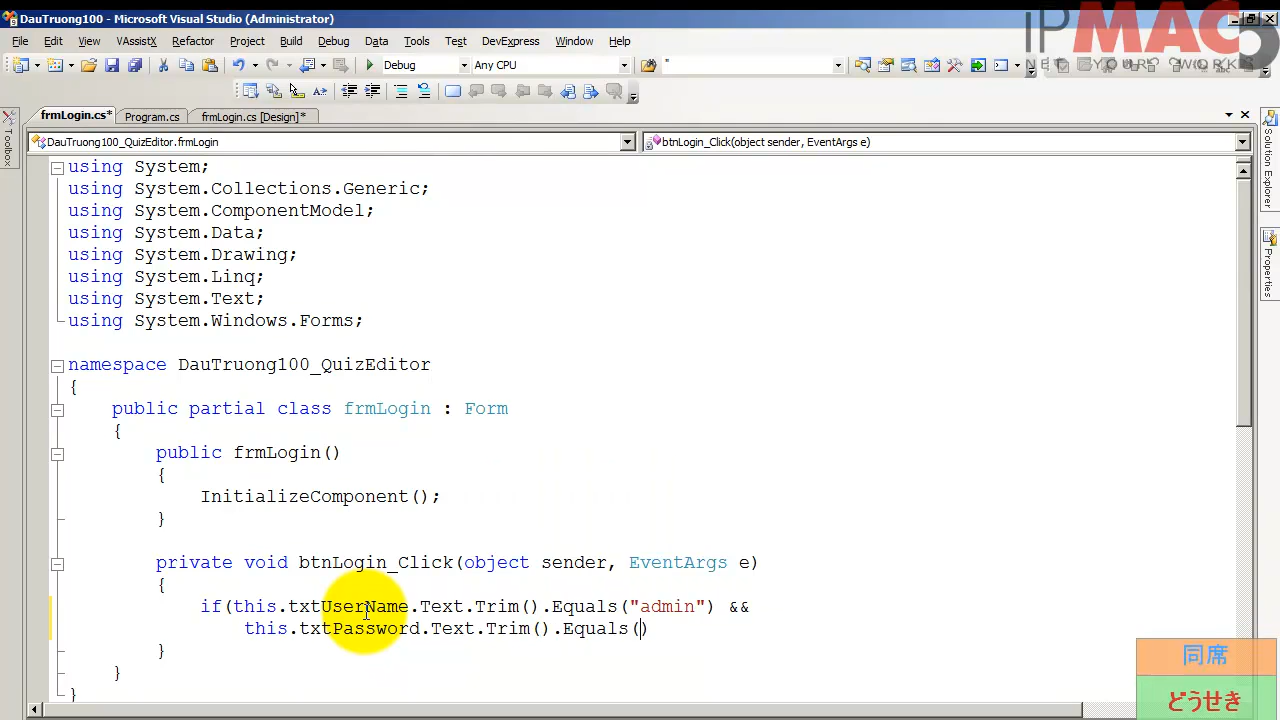 DauTruong100 - Microsoft Visual Studio (Administrator)
File Edit View VAssistX Refactor Project Build Debug Data Tools Test DevExpress Window Help
IPMAC
NET YOUR WORKS
Debug Any CPU "
frmLogin.cs* Program.cs frmLogin.cs [Design]*
DauTruong100_QuizEditor.frmLogin btnLogin_Click(object sender, EventArgs e)
Toolbox
Solution Explorer
Properties
using System;
using System.Collections.Generic;
using System.ComponentModel;
using System.Data;
using System.Drawing;
using System.Linq;
using System.Text;
using System.Windows.Forms;
namespace DauTruong100_QuizEditor
{
public partial class frmLogin : Form
{
public frmLogin()
{
InitializeComponent();
}
private void btnLogin_Click(object sender, EventArgs e)
{
if(this.txtUserName.Text.Trim().Equals("admin") &&
this.txtPassword.Text.Trim().Equals()
}
}
}
同席
どうせき